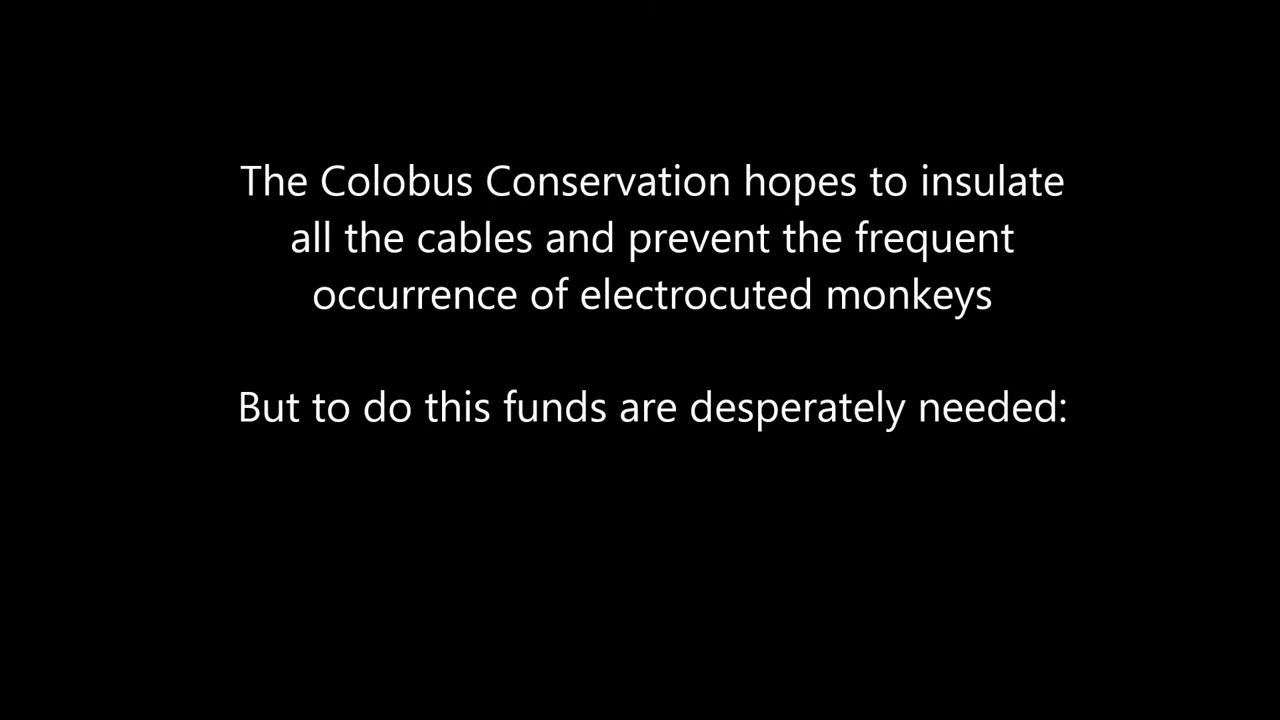 The Colobus Conservation hopes to insulate
all the cables and prevent the frequent
occurrence of electrocuted monkeys
But to do this funds are desperately needed: